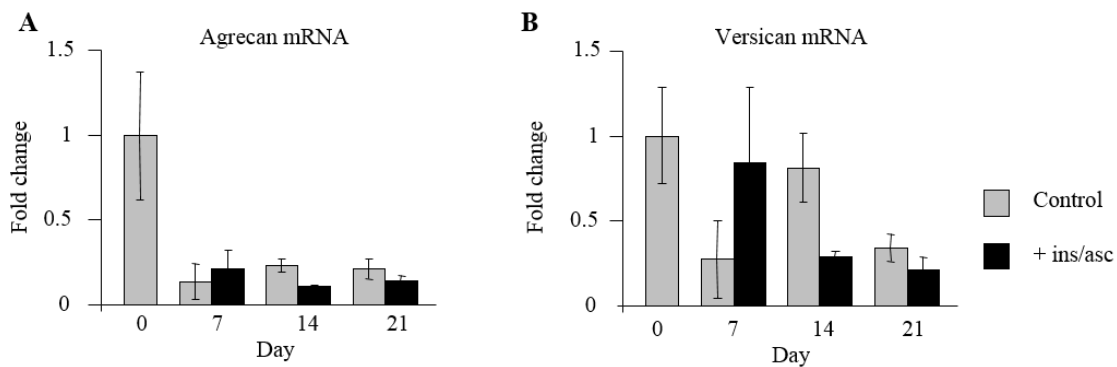 A
Agrecan mRNA
1.5
1
0.5
0
Fold change
0 7 14 21
Day
B
Versican mRNA
1.5
1
0.5
0
Fold change
0 7 14 21
Day
Control
+ ins/asc